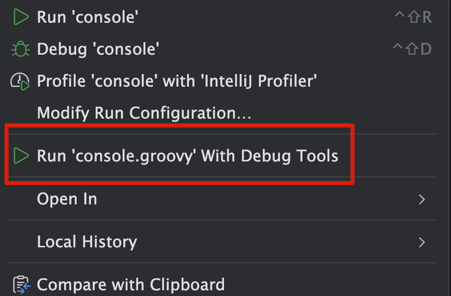 Run 'console' ^⇧R
Debug 'console' ^⇧D
Profile 'console' with 'IntelliJ Profiler'
Modify Run Configuration...
Run 'console.groovy' With Debug Tools
Open In
Local History
Compare with Clipboard